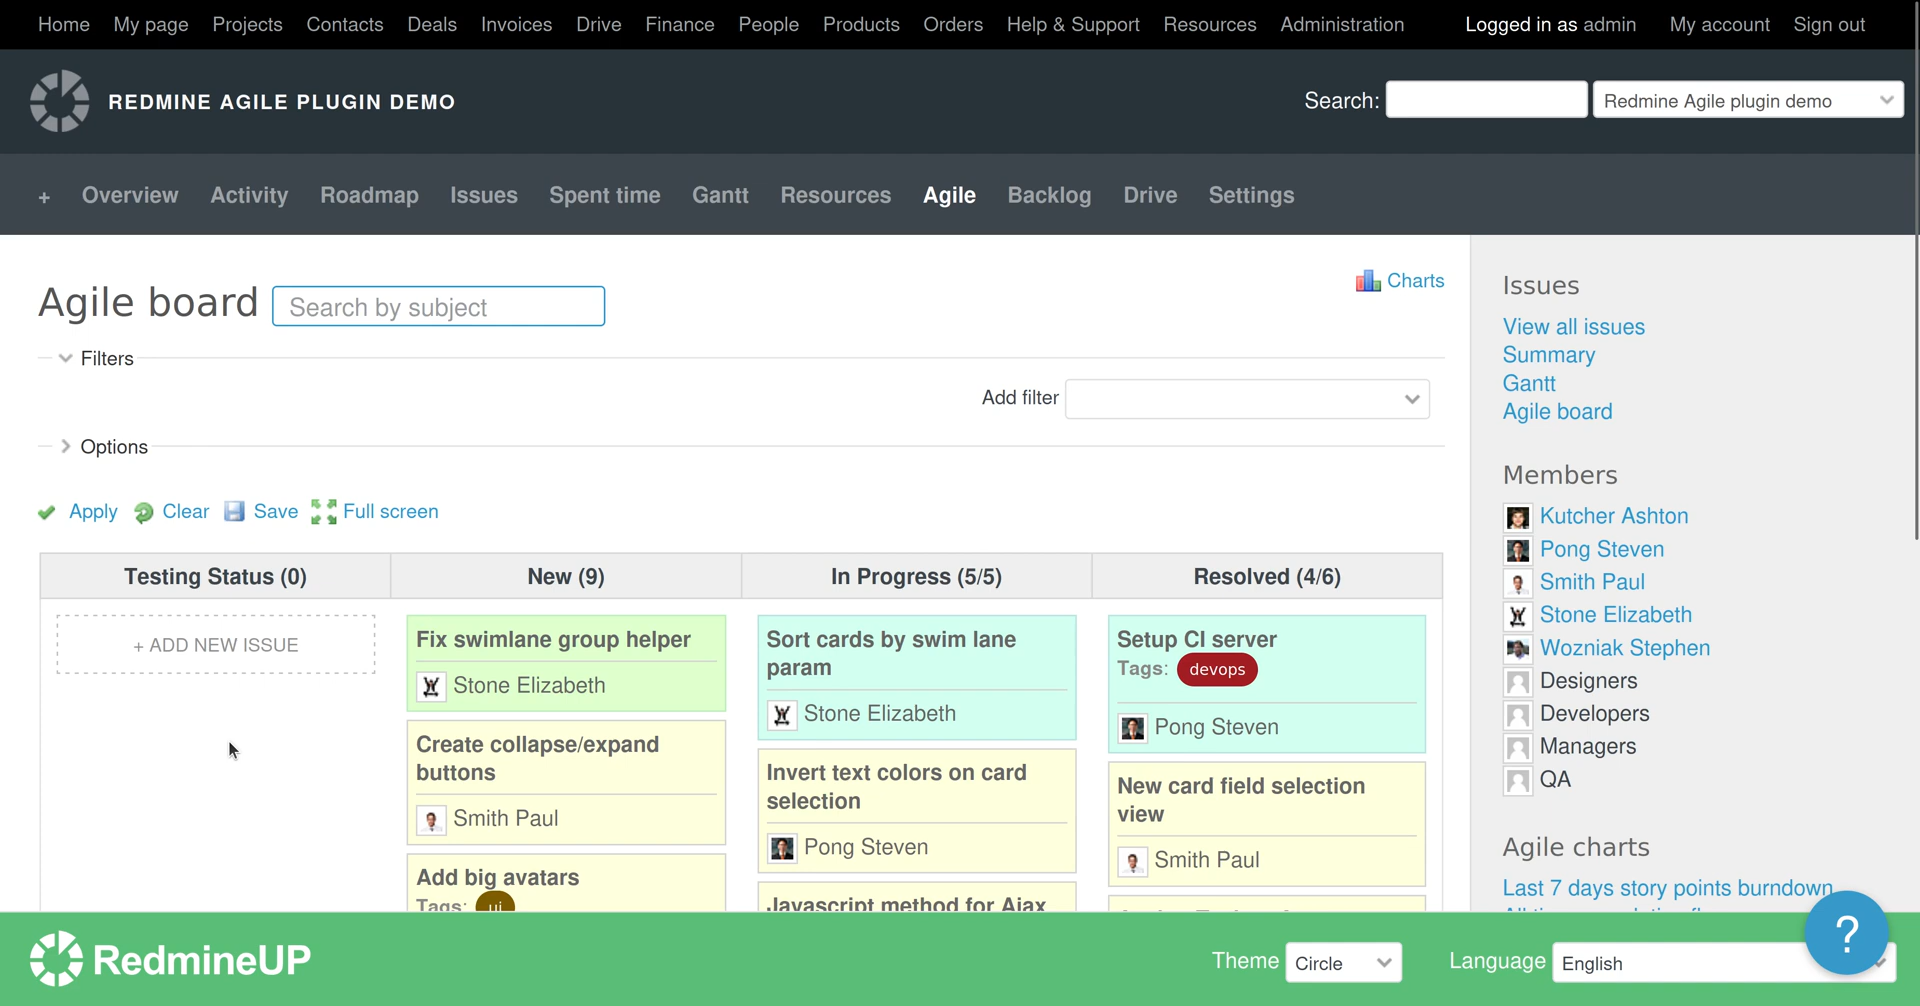 Home My page Projects Contacts Deals Invoices Drive Finance People Products Orders Help & Support Resources Administration Logged in as admin My account Sign out
REDMINE AGILE PLUGIN DEMO
Search: Redmine Agile plugin demo
+ Overview Activity Roadmap Issues Spent time Gantt Resources Agile Backlog Drive Settings
Agile board Search by subject
Charts
Filters
Add filter
Options
Apply Clear Save Full screen
Testing Status (0) New (9) In Progress (5/5) Resolved (4/6)
+ ADD NEW ISSUE
Fix swimlane group helper
Stone Elizabeth
Create collapse/expand
buttons
Smith Paul
Add big avatars
Tags: ui
Sort cards by swim lane
param
Stone Elizabeth
Invert text colors on card
selection
Pong Steven
Javascript method for Ajax
Setup CI server
Tags: devops
Pong Steven
New card field selection
view
Smith Paul
Issues
View all issues
Summary
Gantt
Agile board
Members
Kutcher Ashton
Pong Steven
Smith Paul
Stone Elizabeth
Wozniak Stephen
Designers
Developers
Managers
QA
Agile charts
Last 7 days story points burndown
RedmineUP
Theme Circle Language English
?